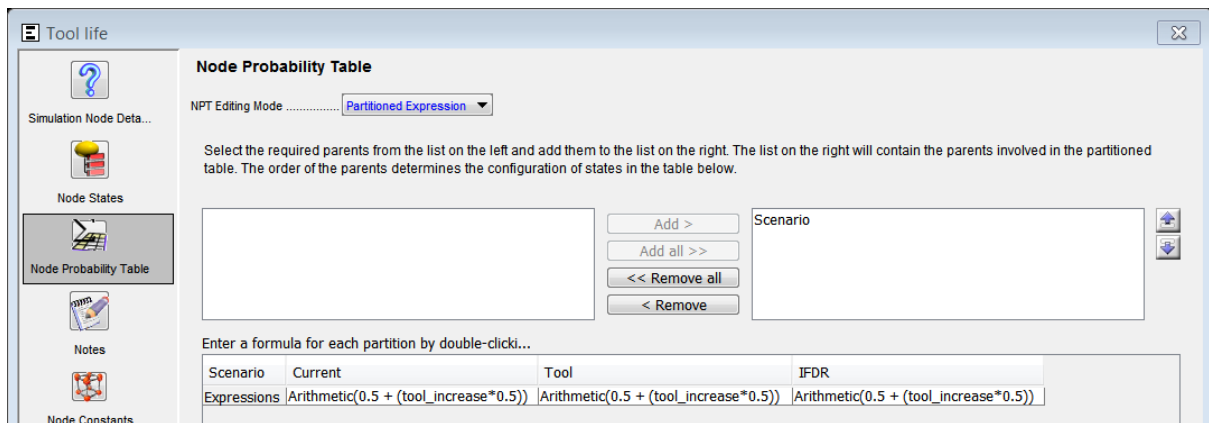 Tool life
Node Probability Table
NPT Editing Mode ................ Partitioned Expression
Simulation Node Deta...
Select the required parents from the list on the left and add them to the list on the right. The list on the right will contain the parents involved in the partitioned
table. The order of the parents determines the configuration of states in the table below.
Node States
Add >
Scenario
Add all >>
<< Remove all
< Remove
Node Probability Table
Notes
Enter a formula for each partition by double-clicki...
Scenario Current Tool IFDR
Expressions Arithmetic(0.5 + (tool_increase*0.5)) Arithmetic(0.5 + (tool_increase*0.5)) Arithmetic(0.5 + (tool_increase*0.5))
Node Constants